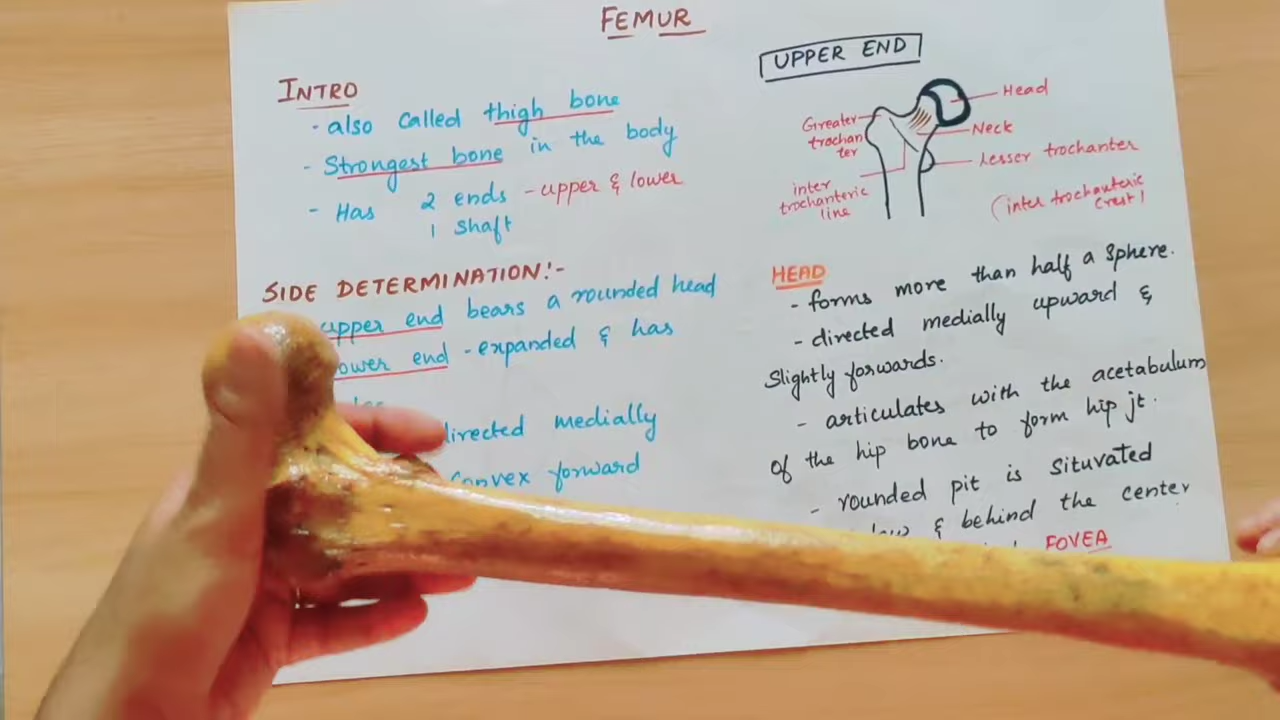 FEMUR
INTRO
- also called thigh bone
- Strongest bone in the body
- Has 2 ends - upper & lower
1 shaft
SIDE DETERMINATION:-
upper end bears a rounded head
lower end - expanded & has
directed medially
convex forward
UPPER END
Head
Greater
trochan
ter
Neck
Lesser trochanter
inter
trochanteric
line
(inter trochanteric
crest)
HEAD
- forms more than half a sphere.
- directed medially upward &
slightly forwards.
- articulates with the acetabulum
of the hip bone to form hip jt.
- rounded pit is situvated
& behind the center
FOVEA